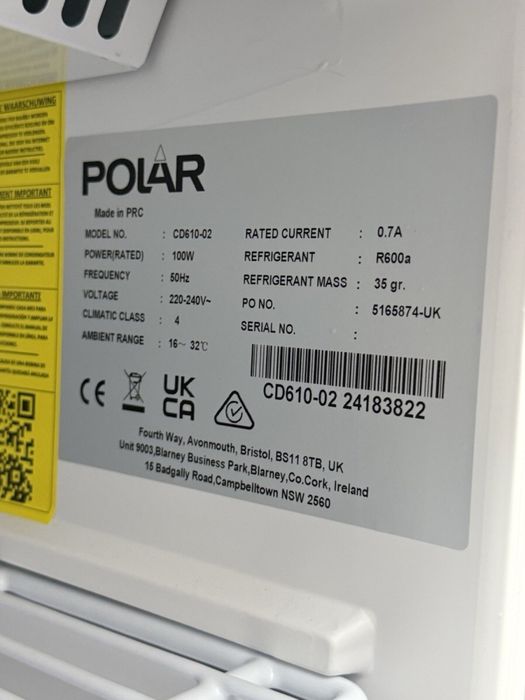 POLAR
Made in PRC
MODEL NO. : CD610-02
POWER(RATED) : 100W
FREQUENCY : 50Hz
VOLTAGE : 220-240V~
CLIMATIC CLASS : 4
AMBIENT RANGE : 16~ 32℃
RATED CURRENT : 0.7A
REFRIGERANT : R600a
REFRIGERANT MASS : 35 gr.
PO NO. : 5165874-UK
SERIAL NO. :
CD610-02 24183822
CE
UK
CA
Fourth Way, Avonmouth, Bristol, BS11 8TB, UK
Unit 9003,Blarney Business Park,Blarney,Co.Cork, Ireland
15 Badgally Road,Campbelltown NSW 2560
WAARSCHUWING
IMPORTANT
IMPORTANTI